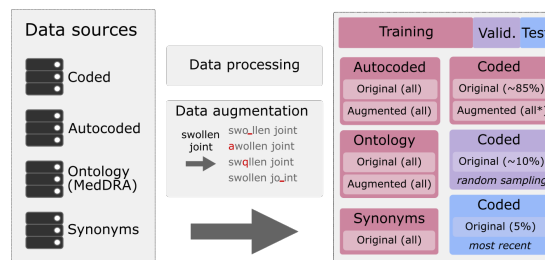 Data sources
Coded
Autocoded
Ontology
(MedDRA)
Synonyms
Data processing
Data augmentation
swollen
joint
swo_llen joint
awollen joint
swqllen joint
swollen jo_int
Training
Valid.
Test
Autocoded
Original (all)
Augmented (all)
Ontology
Original (all)
Augmented (all)
Synonyms
Original (all)
Coded
Original (~85%)
Augmented (all*)
Coded
Original (~10%)
random sampling
Coded
Original (5%)
most recent